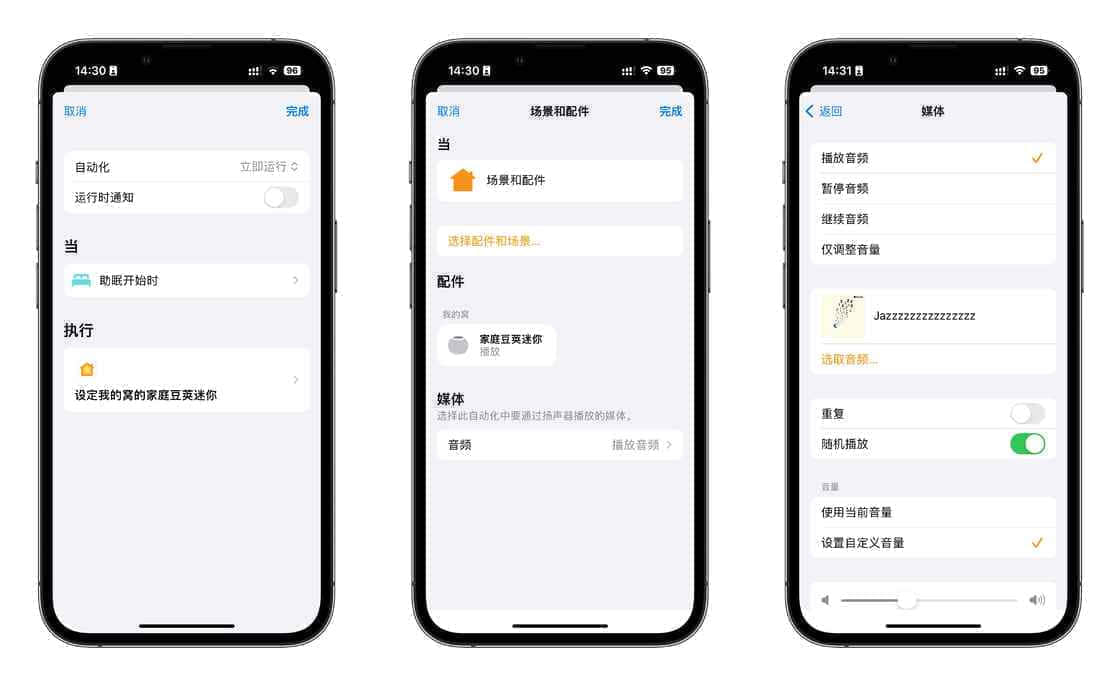 14:30
96
取消
完成
自动化
立即运行
运行时通知
当
助眠开始时
执行
设定我的窝的家庭豆荚迷你
14:30
95
取消
场景和配件
完成
当
场景和配件
选择配件和场景...
配件
我的窝
家庭豆荚迷你
播放
媒体
选择此自动化中要通过扬声器播放的媒体。
音频
播放音频
14:31
95
返回
媒体
播放音频
暂停音频
继续音频
仅调整音量
Jazzzzzzzzzzzzzzzz
选取音频...
重复
随机播放
音量
使用当前音量
设置自定义音量